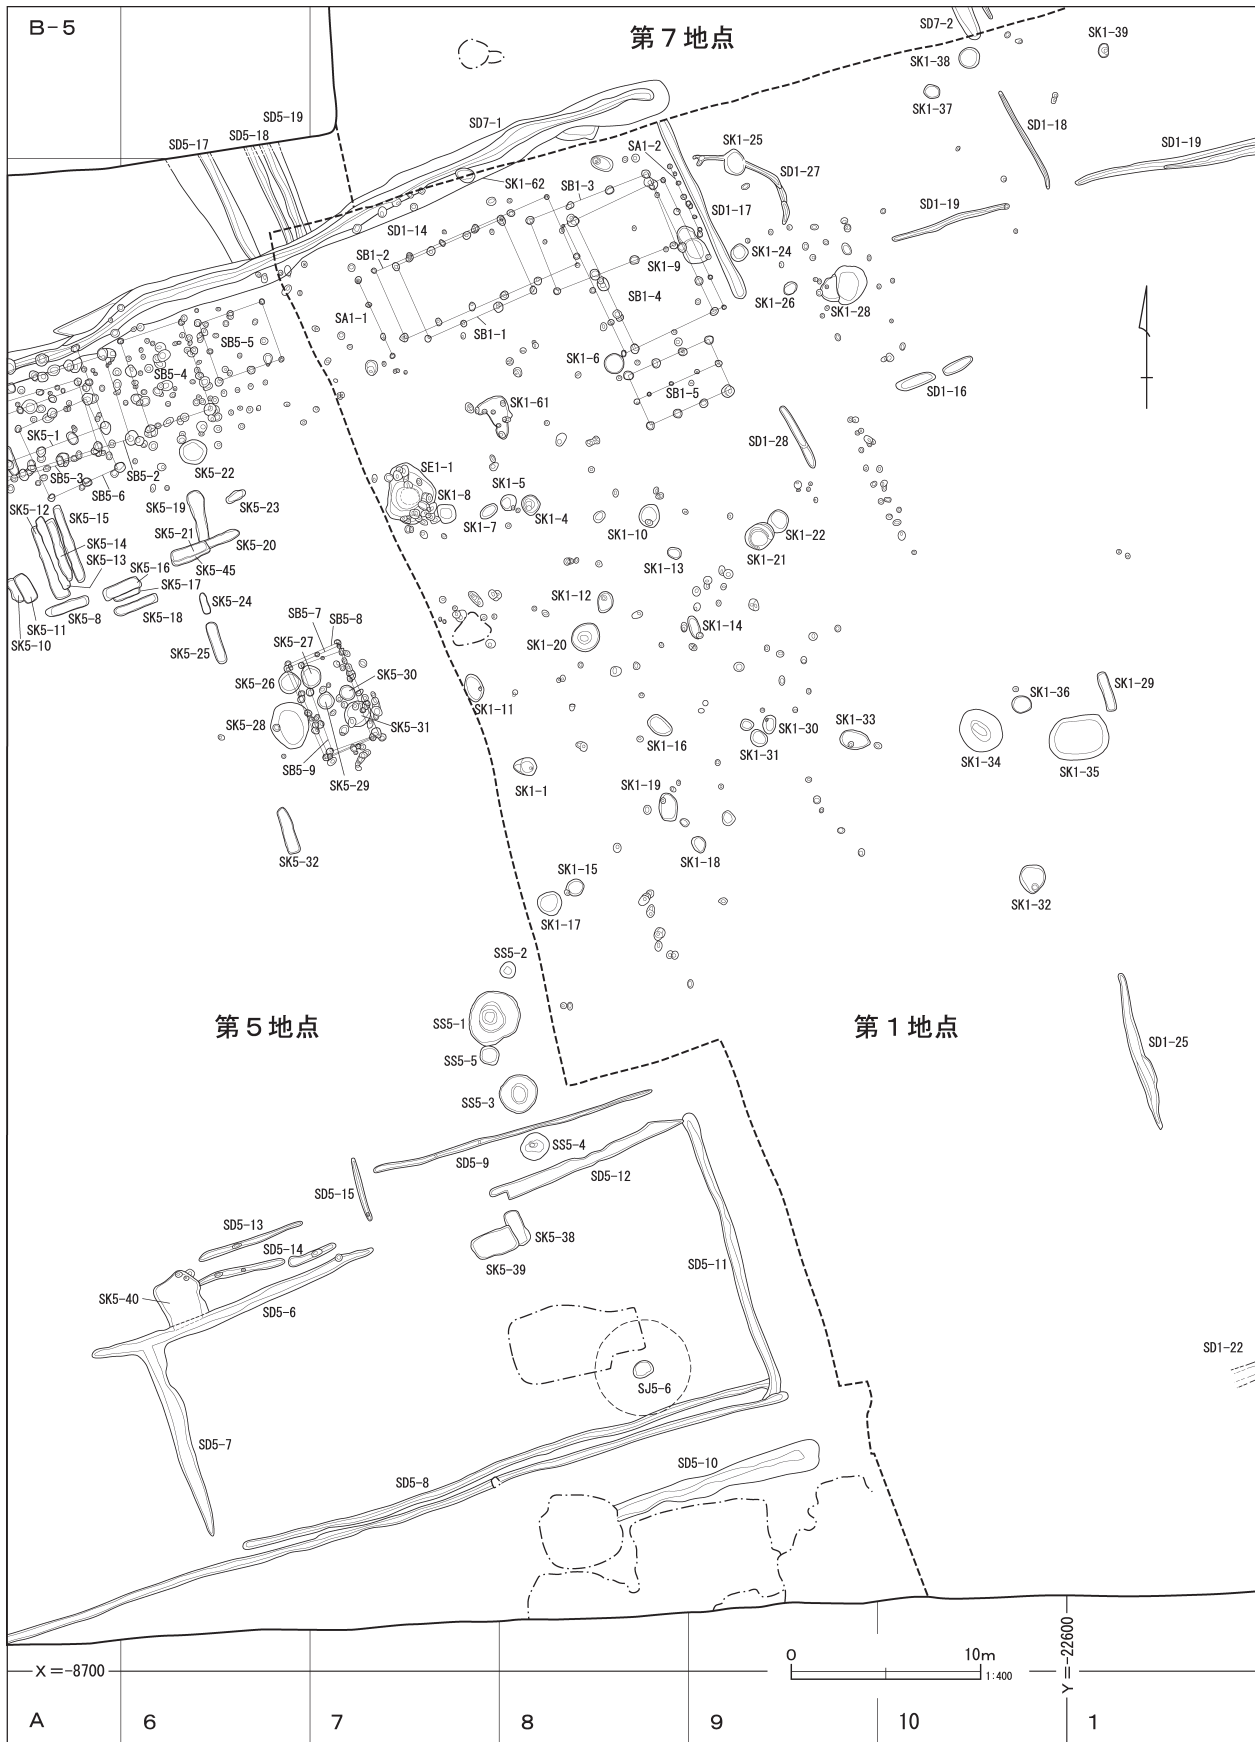 B-5
第7地点
SD7-2
SK1-39
SK1-38
SK1-37
SD5-19
SD5-18
SD5-17
SD7-1
SK1-25
SD1-18
SD1-19
SA1-2
SK1-62
SB1-3
SD1-27
SD1-14
SD1-17
SD1-19
SB1-2
SK1-9
SK1-24
SB1-4
SK1-26
SK1-28
SA1-1
SB1-1
SB5-5
SB5-4
SK1-6
SB1-5
SD1-16
SK1-61
SK5-1
SD1-28
SK5-22
SB5-3
SB5-2
SE1-1
SB5-6
SK1-8
SK1-5
SK5-19
SK5-23
SK5-12
SK5-15
SK1-7
SK1-4
SK1-10
SK1-22
SK5-21
SK5-20
SK5-14
SK5-13
SK5-45
SK1-21
SK5-16
SK1-13
SK5-17
SK5-24
SK1-12
SK5-8
SK5-18
SB5-7
SB5-8
SK1-14
SK5-11
SK5-10
SK5-27
SK1-20
SK5-25
SK5-30
SK5-26
SK1-29
SK1-36
SK1-11
SK5-28
SK5-31
SK1-16
SK1-30
SK1-33
SK1-31
SK1-34
SK1-35
SB5-9
SK5-29
SK1-1
SK1-19
SK5-32
SK1-18
SK1-15
SK1-32
SK1-17
SS5-2
第5地点
SS5-1
第1地点
SD1-25
SS5-5
SS5-3
SS5-4
SD5-9
SD5-12
SD5-15
SD5-13
SK5-38
SD5-14
SK5-39
SD5-11
SK5-40
SD5-6
SD1-22
SJ5-6
SD5-7
SD5-10
SD5-8
X=-8700
0 10m
1:400
Y=-22600
A 6 7 8 9 10 1